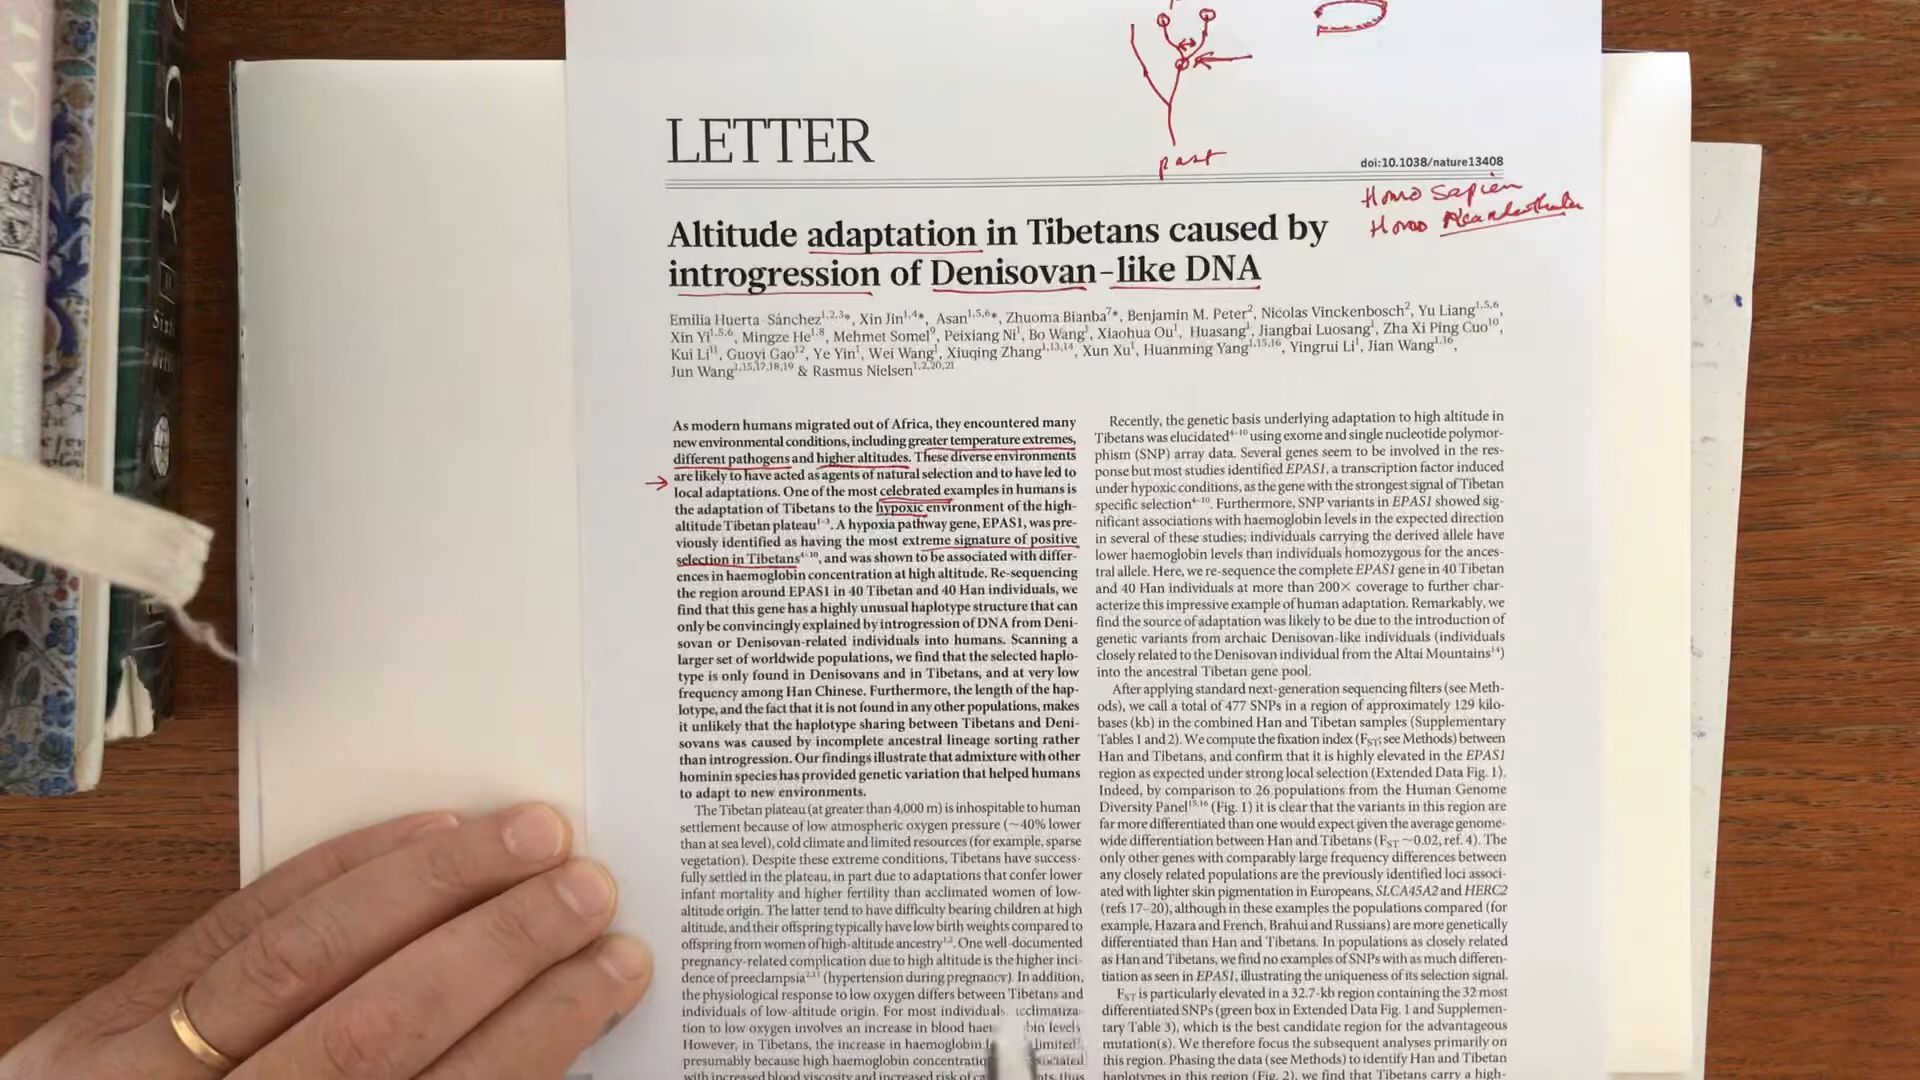 past
LETTER
doi:10.1038/nature13408
Homo Sapien
Homo
Altitude adaptation in Tibetans caused by
introgression of Denisovan-like DNA
Emilia Huerta-Sánchez1,2,3*, Xin Jin1,4*, Asan1,5,6*, Zhuoma Bianba7*, Benjamin M. Peter2, Nicolas Vinckenbosch2, Yu Liang1,5,6,
Xin Yi1,5,6, Mingze He1,8, Mehmet Somel9, Peixiang Ni1, Bo Wang1, Xiaohua Ou1, Huasang1, Jiangbai Luosang1, Zha Xi Ping Cuo10,
Kui Li11, Guoyi Gao12, Ye Yin1, Wei Wang1, Xiuqing Zhang1,13,14, Xun Xu1, Huanming Yang1,15,16, Yingrui Li1, Jian Wang1,16,
Jun Wang1,15,17,18,19 & Rasmus Nielsen1,2,20,21
As modern humans migrated out of Africa, they encountered many
new environmental conditions, including greater temperature extremes,
different pathogens and higher altitudes. These diverse environments
are likely to have acted as agents of natural selection and to have led to
local adaptations. One of the most celebrated examples in humans is
the adaptation of Tibetans to the hypoxic environment of the high-
altitude Tibetan plateau1–3. A hypoxia pathway gene, EPAS1, was pre-
viously identified as having the most extreme signature of positive
selection in Tibetans4–10, and was shown to be associated with differ-
ences in haemoglobin concentration at high altitude. Re-sequencing
the region around EPAS1 in 40 Tibetan and 40 Han individuals, we
find that this gene has a highly unusual haplotype structure that can
only be convincingly explained by introgression of DNA from Deni-
sovan or Denisovan-related individuals into humans. Scanning a
larger set of worldwide populations, we find that the selected haplo-
type is only found in Denisovans and in Tibetans, and at very low
frequency among Han Chinese. Furthermore, the length of the hap-
lotype, and the fact that it is not found in any other populations, makes
it unlikely that the haplotype sharing between Tibetans and Deni-
sovans was caused by incomplete ancestral lineage sorting rather
than introgression. Our findings illustrate that admixture with other
hominin species has provided genetic variation that helped humans
to adapt to new environments.
The Tibetan plateau (at greater than 4,000 m) is inhospitable to human
settlement because of low atmospheric oxygen pressure (~40% lower
than at sea level), cold climate and limited resources (for example, sparse
vegetation). Despite these extreme conditions, Tibetans have success-
fully settled in the plateau, in part due to adaptations that confer lower
infant mortality and higher fertility than acclimated women of low-
altitude origin. The latter tend to have difficulty bearing children at high
altitude, and their offspring typically have low birth weights compared to
offspring from women of high-altitude ancestry1,2. One well-documented
pregnancy-related complication due to high altitude is the higher inci-
dence of preeclampsia2,11 (hypertension during pregnancy). In addition,
the physiological response to low oxygen differs between Tibetans and
individuals of low-altitude origin. For most individuals, acclimatiza-
tion to low oxygen involves an increase in blood haemoglobin levels
However, in Tibetans, the increase in haemoglobin limited
presumably because high haemoglobin concentration associated
with increased blood viscosity and increased risk of thus
Recently, the genetic basis underlying adaptation to high altitude in
Tibetans was elucidated4–10 using exome and single nucleotide polymor-
phism (SNP) array data. Several genes seem to be involved in the res-
ponse but most studies identified EPAS1, a transcription factor induced
under hypoxic conditions, as the gene with the strongest signal of Tibetan
specific selection4–10. Furthermore, SNP variants in EPAS1 showed sig-
nificant associations with haemoglobin levels in the expected direction
in several of these studies; individuals carrying the derived allele have
lower haemoglobin levels than individuals homozygous for the ances-
tral allele. Here, we re-sequence the complete EPAS1 gene in 40 Tibetan
and 40 Han individuals at more than 200× coverage to further char-
acterize this impressive example of human adaptation. Remarkably, we
find the source of adaptation was likely to be due to the introduction of
genetic variants from archaic Denisovan-like individuals (individuals
closely related to the Denisovan individual from the Altai Mountains14)
into the ancestral Tibetan gene pool.
After applying standard next-generation sequencing filters (see Meth-
ods), we call a total of 477 SNPs in a region of approximately 129 kilo-
bases (kb) in the combined Han and Tibetan samples (Supplementary
Tables 1 and 2). We compute the fixation index (FST; see Methods) between
Han and Tibetans, and confirm that it is highly elevated in the EPAS1
region as expected under strong local selection (Extended Data Fig. 1).
Indeed, by comparison to 26 populations from the Human Genome
Diversity Panel15,16 (Fig. 1) it is clear that the variants in this region are
far more differentiated than one would expect given the average genome-
wide differentiation between Han and Tibetans (FST ~0.02, ref. 4). The
only other genes with comparably large frequency differences between
any closely related populations are the previously identified loci associ-
ated with lighter skin pigmentation in Europeans, SLCA45A2 and HERC2
(refs 17–20), although in these examples the populations compared (for
example, Hazara and French, Brahui and Russians) are more genetically
differentiated than Han and Tibetans. In populations as closely related
as Han and Tibetans, we find no examples of SNPs with as much differen-
tiation as seen in EPAS1, illustrating the uniqueness of its selection signal.
FST is particularly elevated in a 32.7-kb region containing the 32 most
differentiated SNPs (green box in Extended Data Fig. 1 and Supplemen-
tary Table 3), which is the best candidate region for the advantageous
mutation(s). We therefore focus the subsequent analyses primarily on
this region. Phasing the data (see Methods) to identify Han and Tibetan
haplotypes in this region (Fig. 2), we find that Tibetans carry a high-